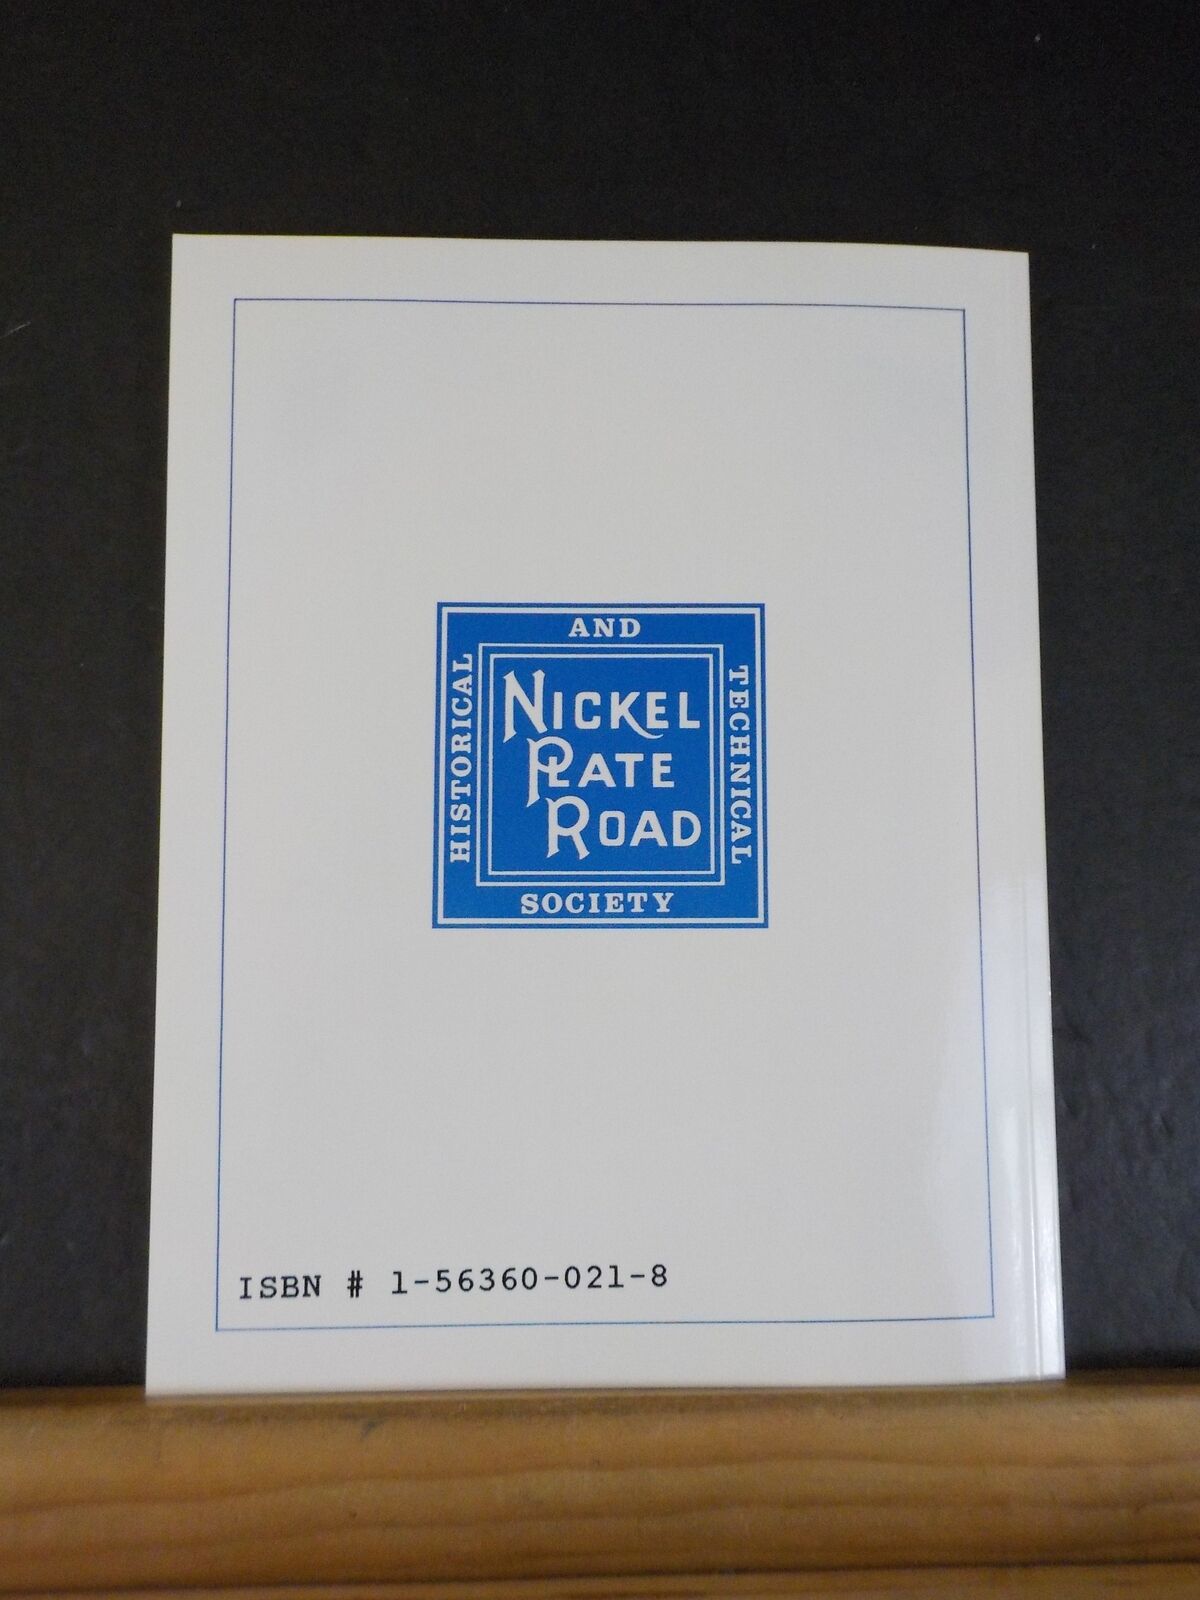 HISTORICAL
AND
TECHNICAL
SOCIETY
NICKEL
PLATE
ROAD
ISBN # 1-56360-021-8